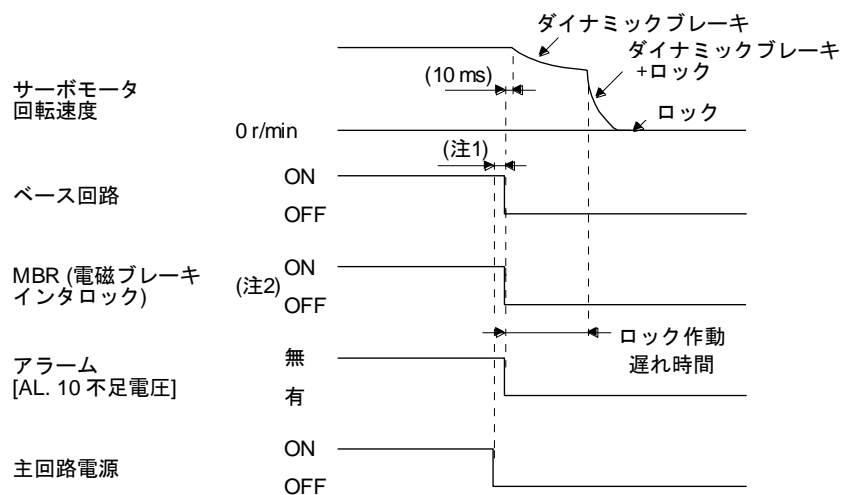 ダイナミックブレーキ
ダイナミックブレーキ
+ロック
(10 ms)
サーボモータ
回転速度
ロック
0 r/min
(注1)
ON
ベース回路
OFF
ON
MBR (電磁ブレーキ
インタロック)
(注2)
OFF
ロック作動
遅れ時間
無
アラーム
[AL. 10 不足電圧]
有
ON
主回路電源
OFF